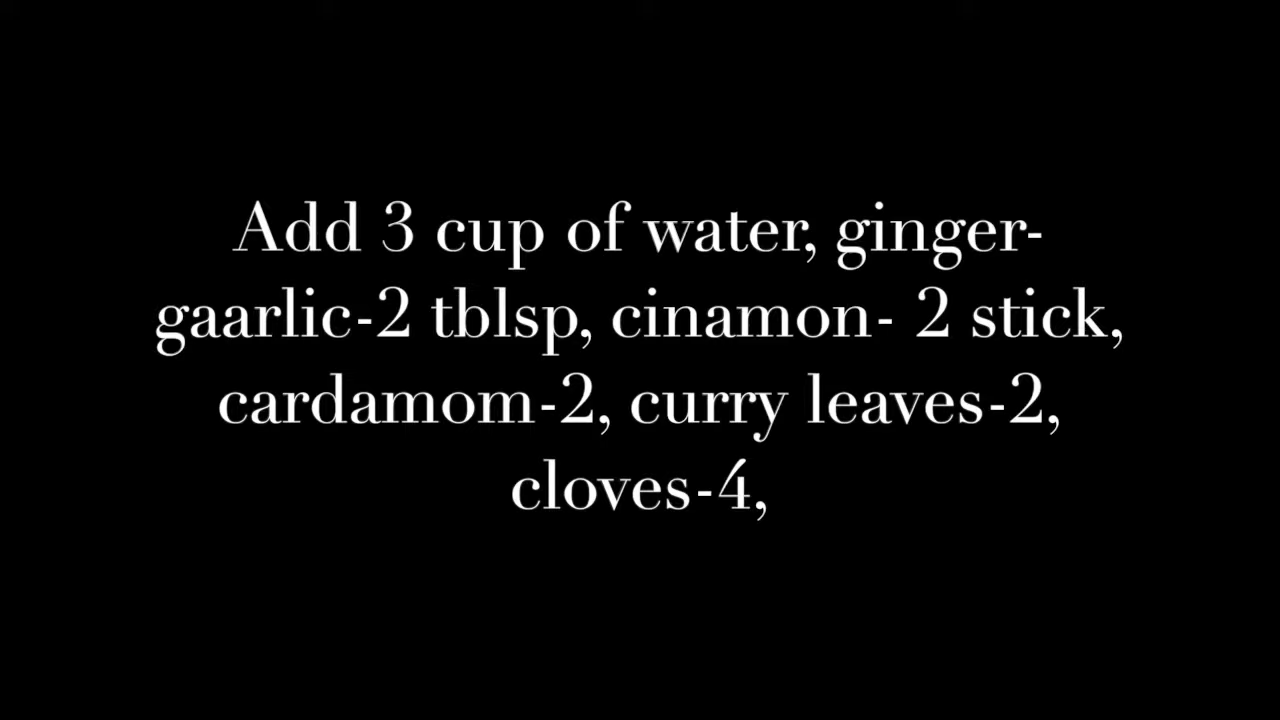 Add 3 cup of water, ginger-
gaarlic-2 tblsp, cinamon- 2 stick,
cardamom-2, curry leaves-2,
cloves-4,